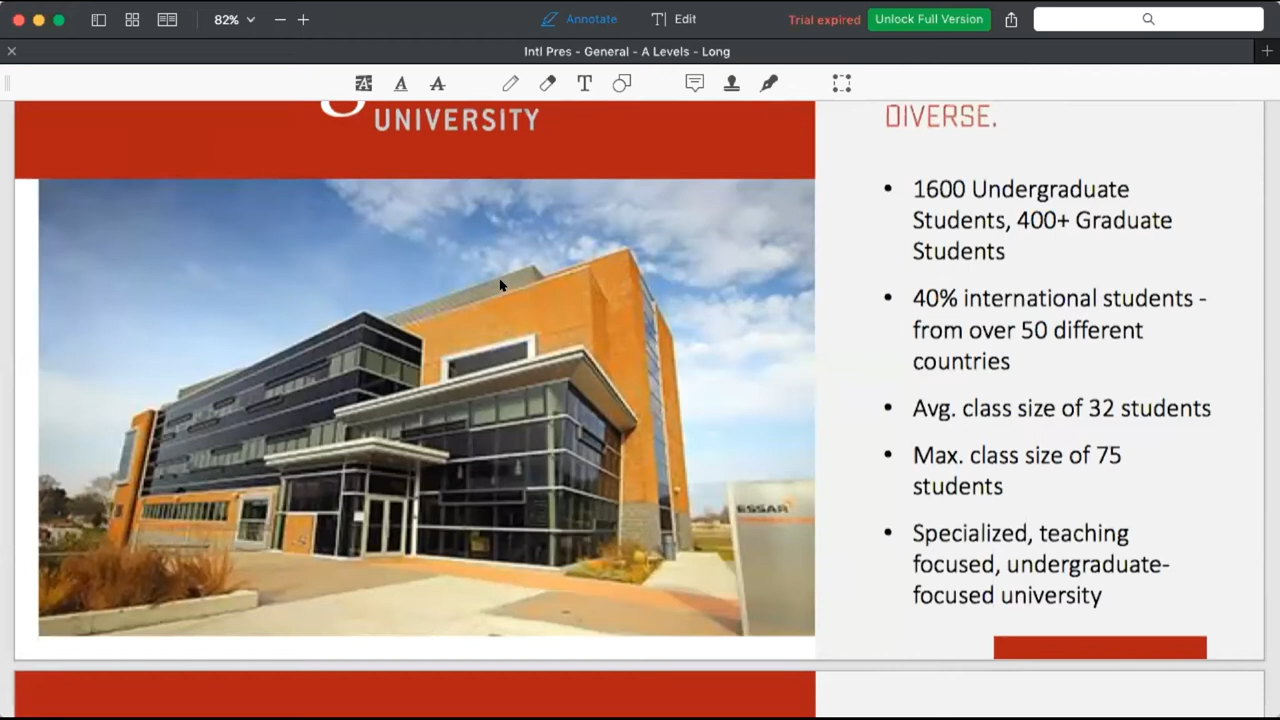 82%
Annotate
Edit
Trial expired
Unlock Full Version
Intl Pres - General - A Levels - Long
UNIVERSITY
DIVERSE.
• 1600 Undergraduate
Students, 400+ Graduate
Students
• 40% international students -
from over 50 different
countries
• Avg. class size of 32 students
• Max. class size of 75
students
• Specialized, teaching
focused, undergraduate-
focused university
ESSAR